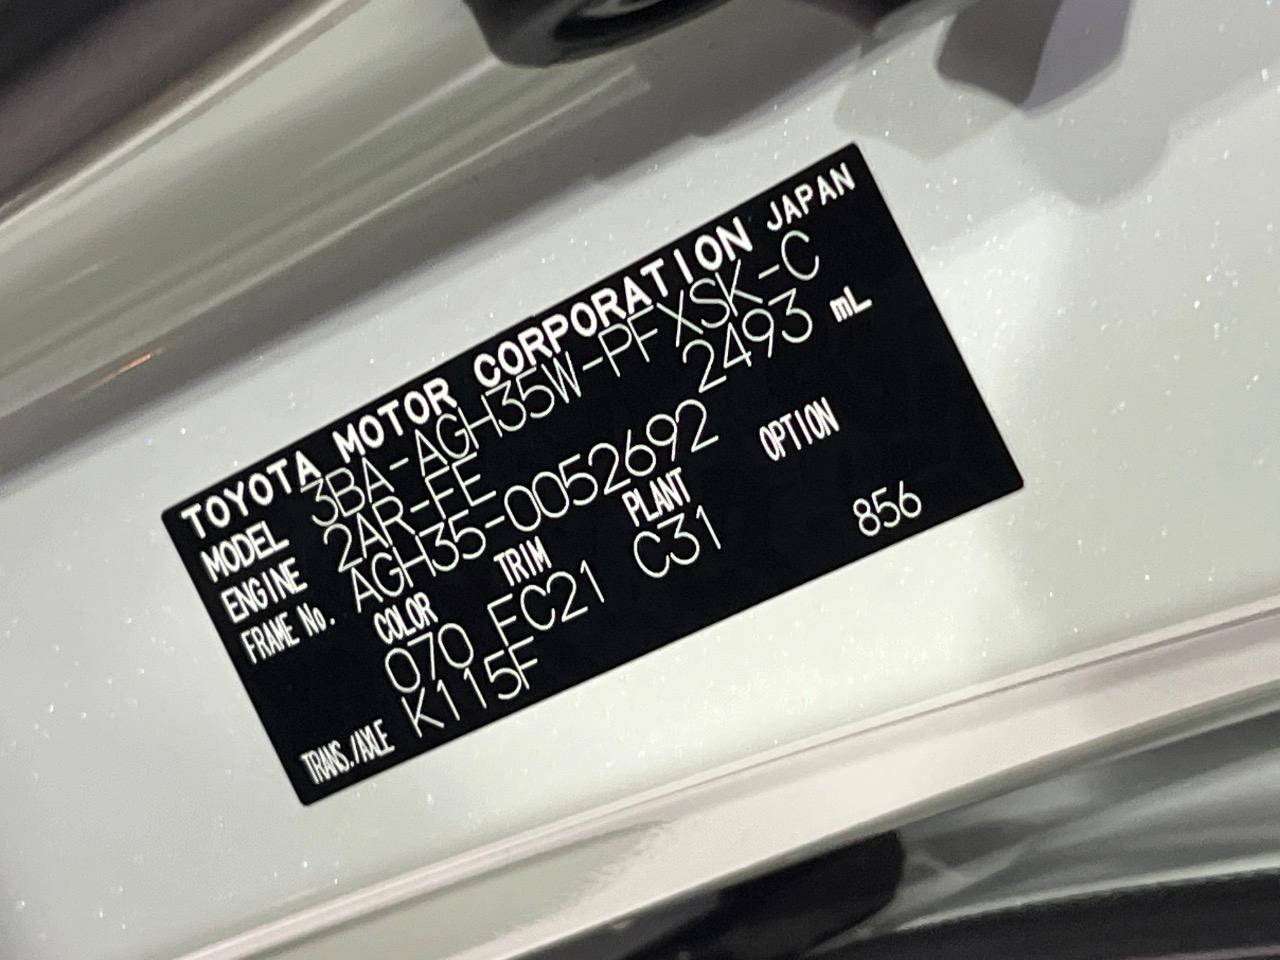 TOYOTA MOTOR CORPORATION JAPAN
MODEL 3BA-AGH35W-PFXSK-C
ENGINE 2AR-FE 2493 mL
FRAME No. AGH35-0052692
COLOR TRIM PLANT OPTION
070 EC21 C31 856
TRANS./AXLE K115F